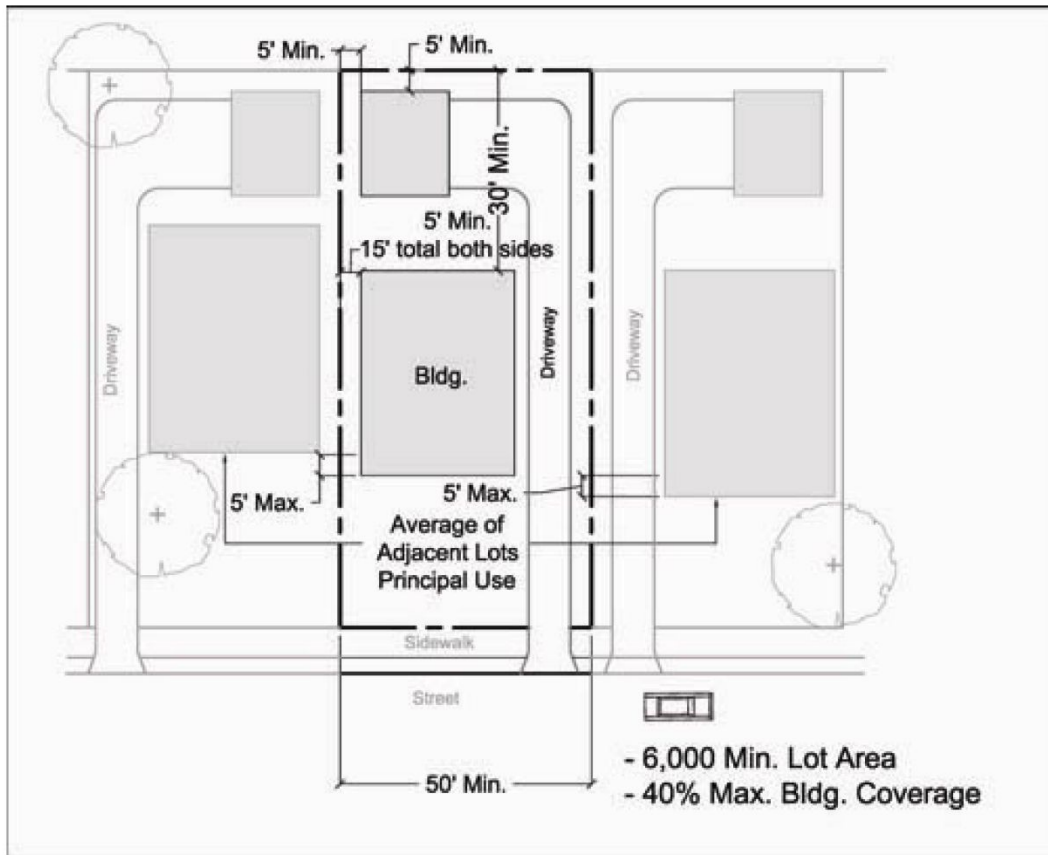 5' Min.
5' Min.
30' Min.
5' Min.
15' total both sides
Driveway
Bldg.
Driveway
Driveway
5' Max.
5' Max.
Average of
Adjacent Lots
Principal Use
Sidewalk
Street
50' Min.
- 6,000 Min. Lot Area
- 40% Max. Bldg. Coverage